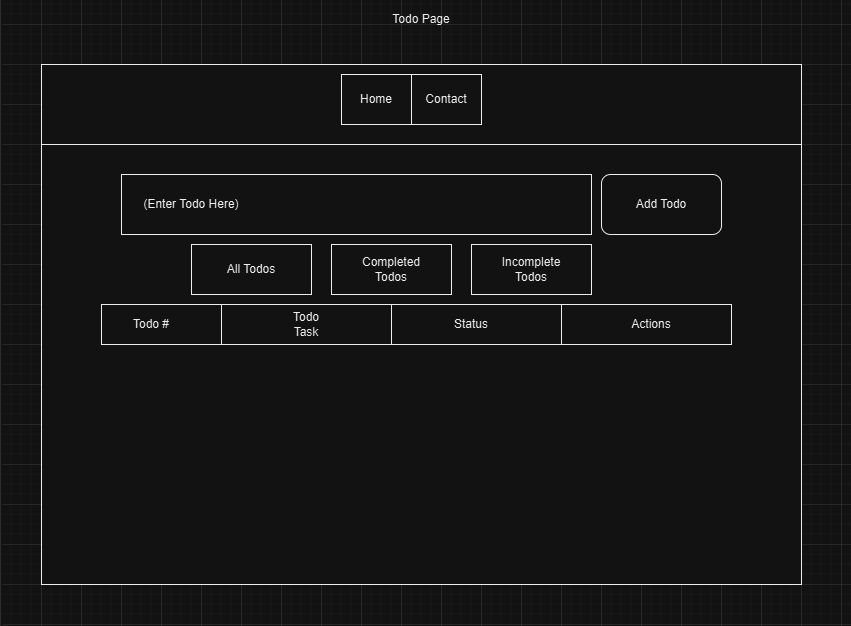 Todo Page
Home
Contact
(Enter Todo Here)
Add Todo
All Todos
Completed
Todos
Incomplete
Todos
Todo #
Todo
Task
Status
Actions